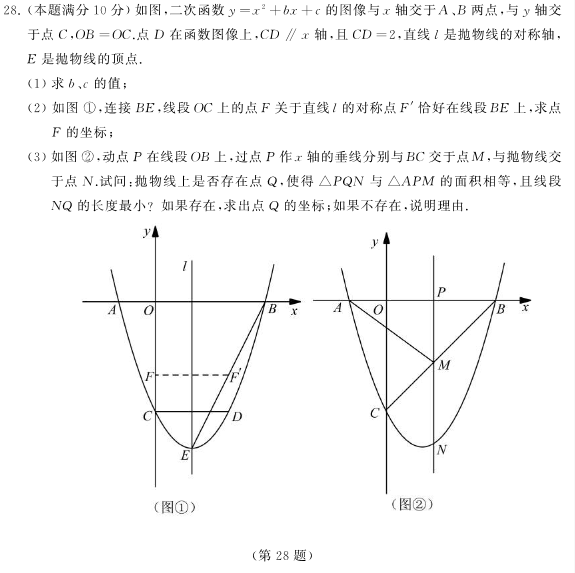 28.(本题满分 10 分)如图,二次函数 y=x²+bx+c 的图像与 x 轴交于 A、B 两点,与 y 轴交
于点 C,OB=OC.点 D 在函数图像上,CD∥x 轴,且 CD=2,直线 l 是抛物线的对称轴,
E 是抛物线的顶点.
(1) 求 b、c 的值;
(2) 如图①,连接 BE,线段 OC 上的点 F 关于直线 l 的对称点 F′ 恰好在线段 BE 上,求点
F 的坐标;
(3) 如图②,动点 P 在线段 OB 上,过点 P 作 x 轴的垂线分别与 BC 交于点 M,与抛物线交
于点 N.试问:抛物线上是否存在点 Q,使得 △PQN 与 △APM 的面积相等,且线段
NQ 的长度最小?如果存在,求出点 Q 的坐标;如果不存在,说明理由.
y
l
A O B x
F F′
C D
E
(图①)
y
P
A O B x
M
C
N
(图②)
(第 28 题)